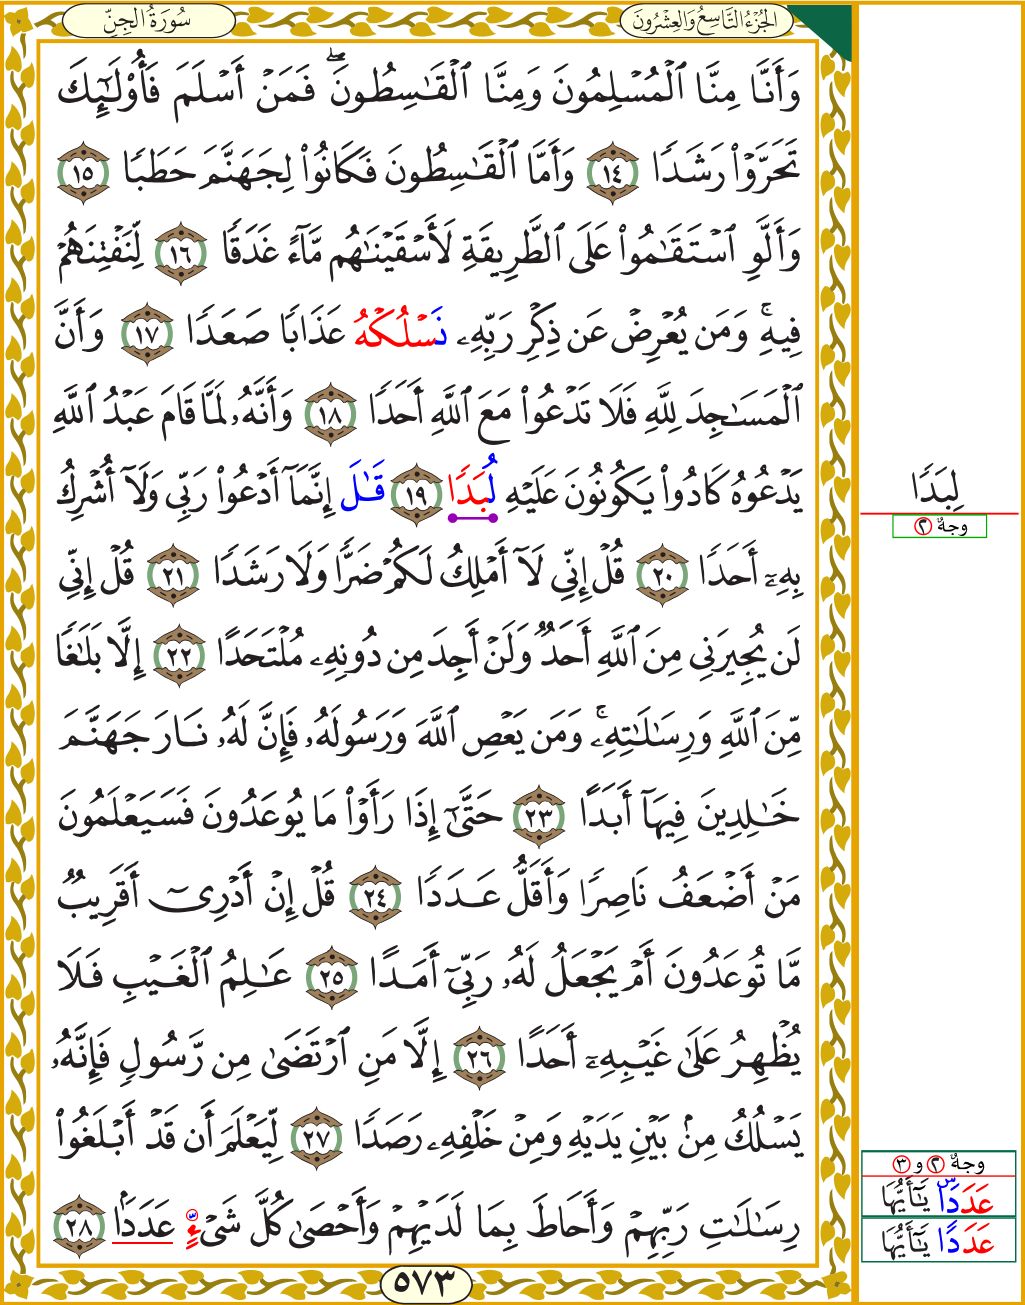 الجُزْءُ التَّاسِعُ وَالعِشْرُونَ
سُورَةُ الجِنِّ
وَأَنَّا مِنَّا ٱلْمُسْلِمُونَ وَمِنَّا ٱلْقَٰسِطُونَۖ فَمَنْ أَسْلَمَ فَأُو۟لَٰٓئِكَ
تَحَرَّوْا۟ رَشَدًا ١٤ وَأَمَّا ٱلْقَٰسِطُونَ فَكَانُوا۟ لِجَهَنَّمَ حَطَبًا ١٥
وَأَلَّوِ ٱسْتَقَٰمُوا۟ عَلَى ٱلطَّرِيقَةِ لَأَسْقَيْنَٰهُم مَّآءً غَدَقًا ١٦ لِّنَفْتِنَهُمْ
فِيهِۚ وَمَن يُعْرِضْ عَن ذِكْرِ رَبِّهِۦ نَسْلُكْهُ عَذَابًا صَعَدًا ١٧ وَأَنَّ
ٱلْمَسَٰجِدَ لِلَّهِ فَلَا تَدْعُوا۟ مَعَ ٱللَّهِ أَحَدًا ١٨ وَأَنَّهُۥ لَمَّا قَامَ عَبْدُ ٱللَّهِ
يَدْعُوهُ كَادُوا۟ يَكُونُونَ عَلَيْهِ لُبَدًا ١٩ قَٰلَ إِنَّمَآ أَدْعُوا۟ رَبِّى وَلَآ أُشْرِكُ
بِهِۦٓ أَحَدًا ٢٠ قُلْ إِنِّى لَآ أَمْلِكُ لَكُمْ ضَرًّا وَلَا رَشَدًا ٢١ قُلْ إِنِّى
لَن يُجِيرَنِى مِنَ ٱللَّهِ أَحَدٌ وَلَنْ أَجِدَ مِن دُونِهِۦ مُلْتَحَدًا ٢٢ إِلَّا بَلَٰغًا
مِّنَ ٱللَّهِ وَرِسَٰلَٰتِهِۦۚ وَمَن يَعْصِ ٱللَّهَ وَرَسُولَهُۥ فَإِنَّ لَهُۥ نَارَ جَهَنَّمَ
خَٰلِدِينَ فِيهَآ أَبَدًا ٢٣ حَتَّىٰٓ إِذَا رَأَوْا۟ مَا يُوعَدُونَ فَسَيَعْلَمُونَ
مَنْ أَضْعَفُ نَاصِرًا وَأَقَلُّ عَدَدًا ٢٤ قُلْ إِنْ أَدْرِىٓ أَقَرِيبٌ
مَّا تُوعَدُونَ أَمْ يَجْعَلُ لَهُۥ رَبِّىٓ أَمَدًا ٢٥ عَٰلِمُ ٱلْغَيْبِ فَلَا
يُظْهِرُ عَلَىٰ غَيْبِهِۦٓ أَحَدًا ٢٦ إِلَّا مَنِ ٱرْتَضَىٰ مِن رَّسُولٍ فَإِنَّهُۥ
يَسْلُكُ مِنۢ بَيْنِ يَدَيْهِ وَمِنْ خَلْفِهِۦ رَصَدًا ٢٧ لِّيَعْلَمَ أَن قَدْ أَبْلَغُوا۟
رِسَٰلَٰتِ رَبِّهِمْ وَأَحَاطَ بِمَا لَدَيْهِمْ وَأَحْصَىٰ كُلَّ شَىْءٍ عَدَدًۢا ٢٨
٥٧٣
لِبَدًا
وجهٌ ٢
وجهٌ ٢ و ٣
عَدَدَاۜ يَٰٓأَيُّهَا
عَدَدًا يَٰٓأَيُّهَا